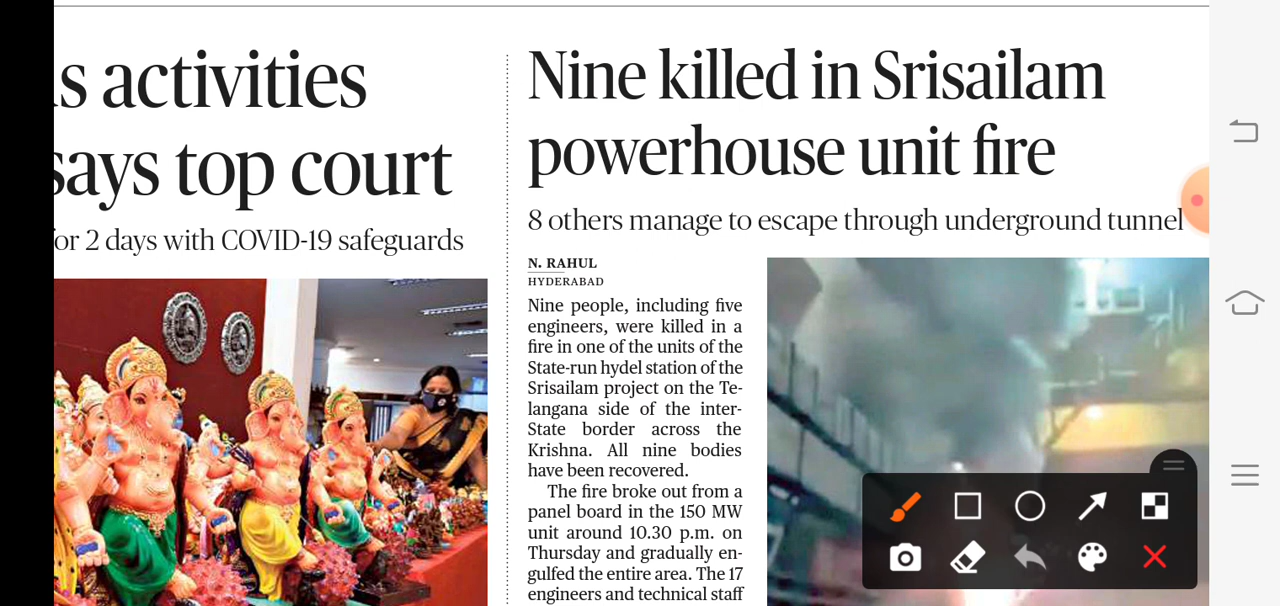 s activities
says top court
for 2 days with COVID-19 safeguards
Nine killed in Srisailam
powerhouse unit fire
8 others manage to escape through underground tunnel
N. RAHUL
HYDERABAD
Nine people, including five
engineers, were killed in a
fire in one of the units of the
State-run hydel station of the
Srisailam project on the Te-
langana side of the inter-
State border across the
Krishna. All nine bodies
have been recovered.
The fire broke out from a
panel board in the 150 MW
unit around 10.30 p.m. on
Thursday and gradually en-
gulfed the entire area. The 17
engineers and technical staff